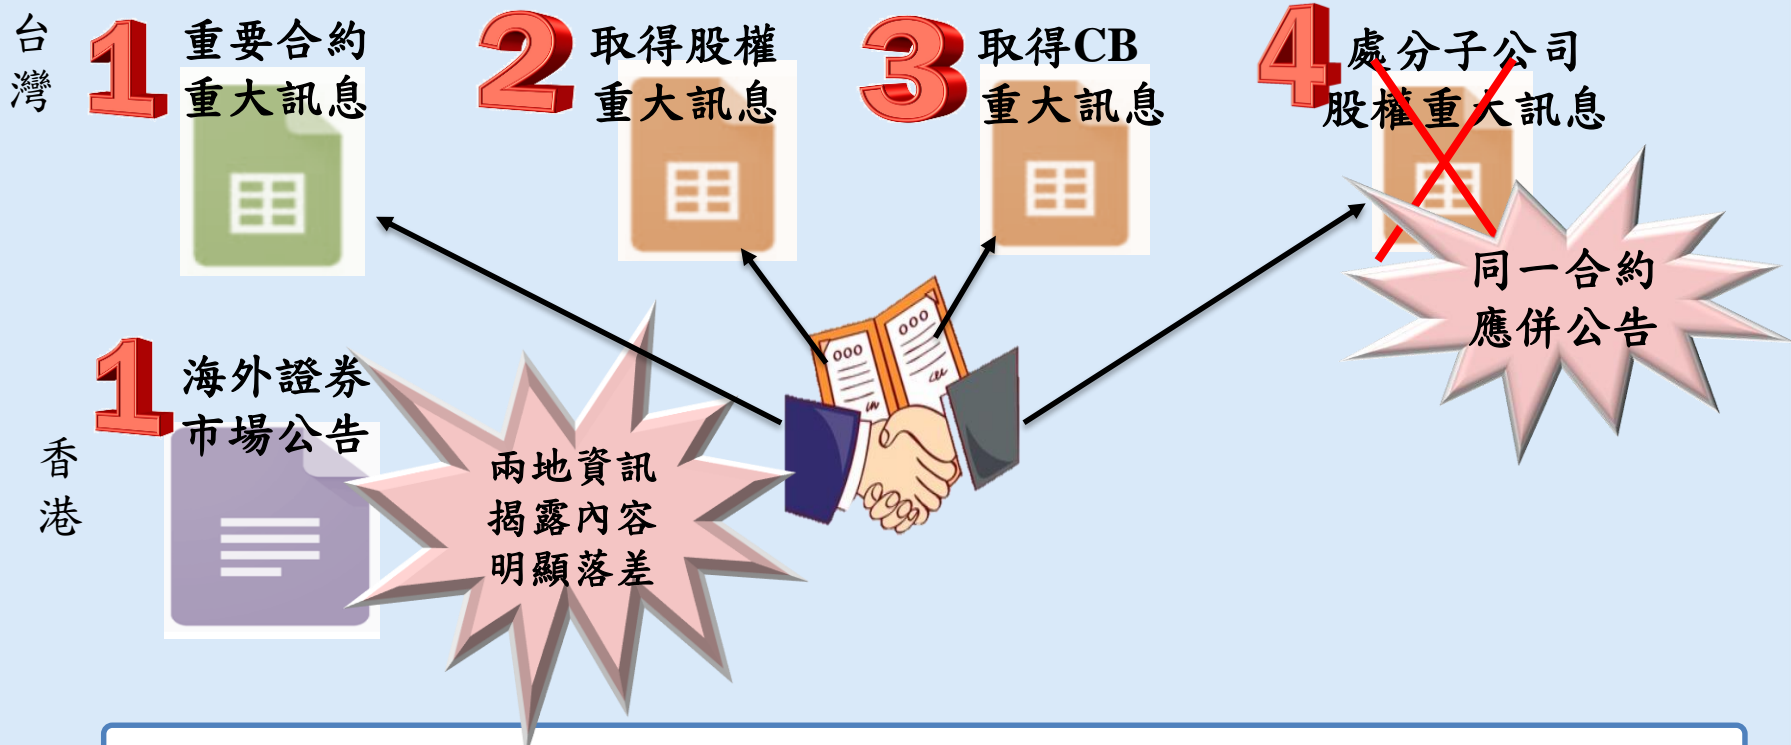 台灣
1 重要合約
重大訊息
2 取得股權
重大訊息
3 取得CB
重大訊息
4 處分子公司
股權重大訊息
同一合約
應併公告
香港
1 海外證券
市場公告
兩地資訊
揭露內容
明顯落差